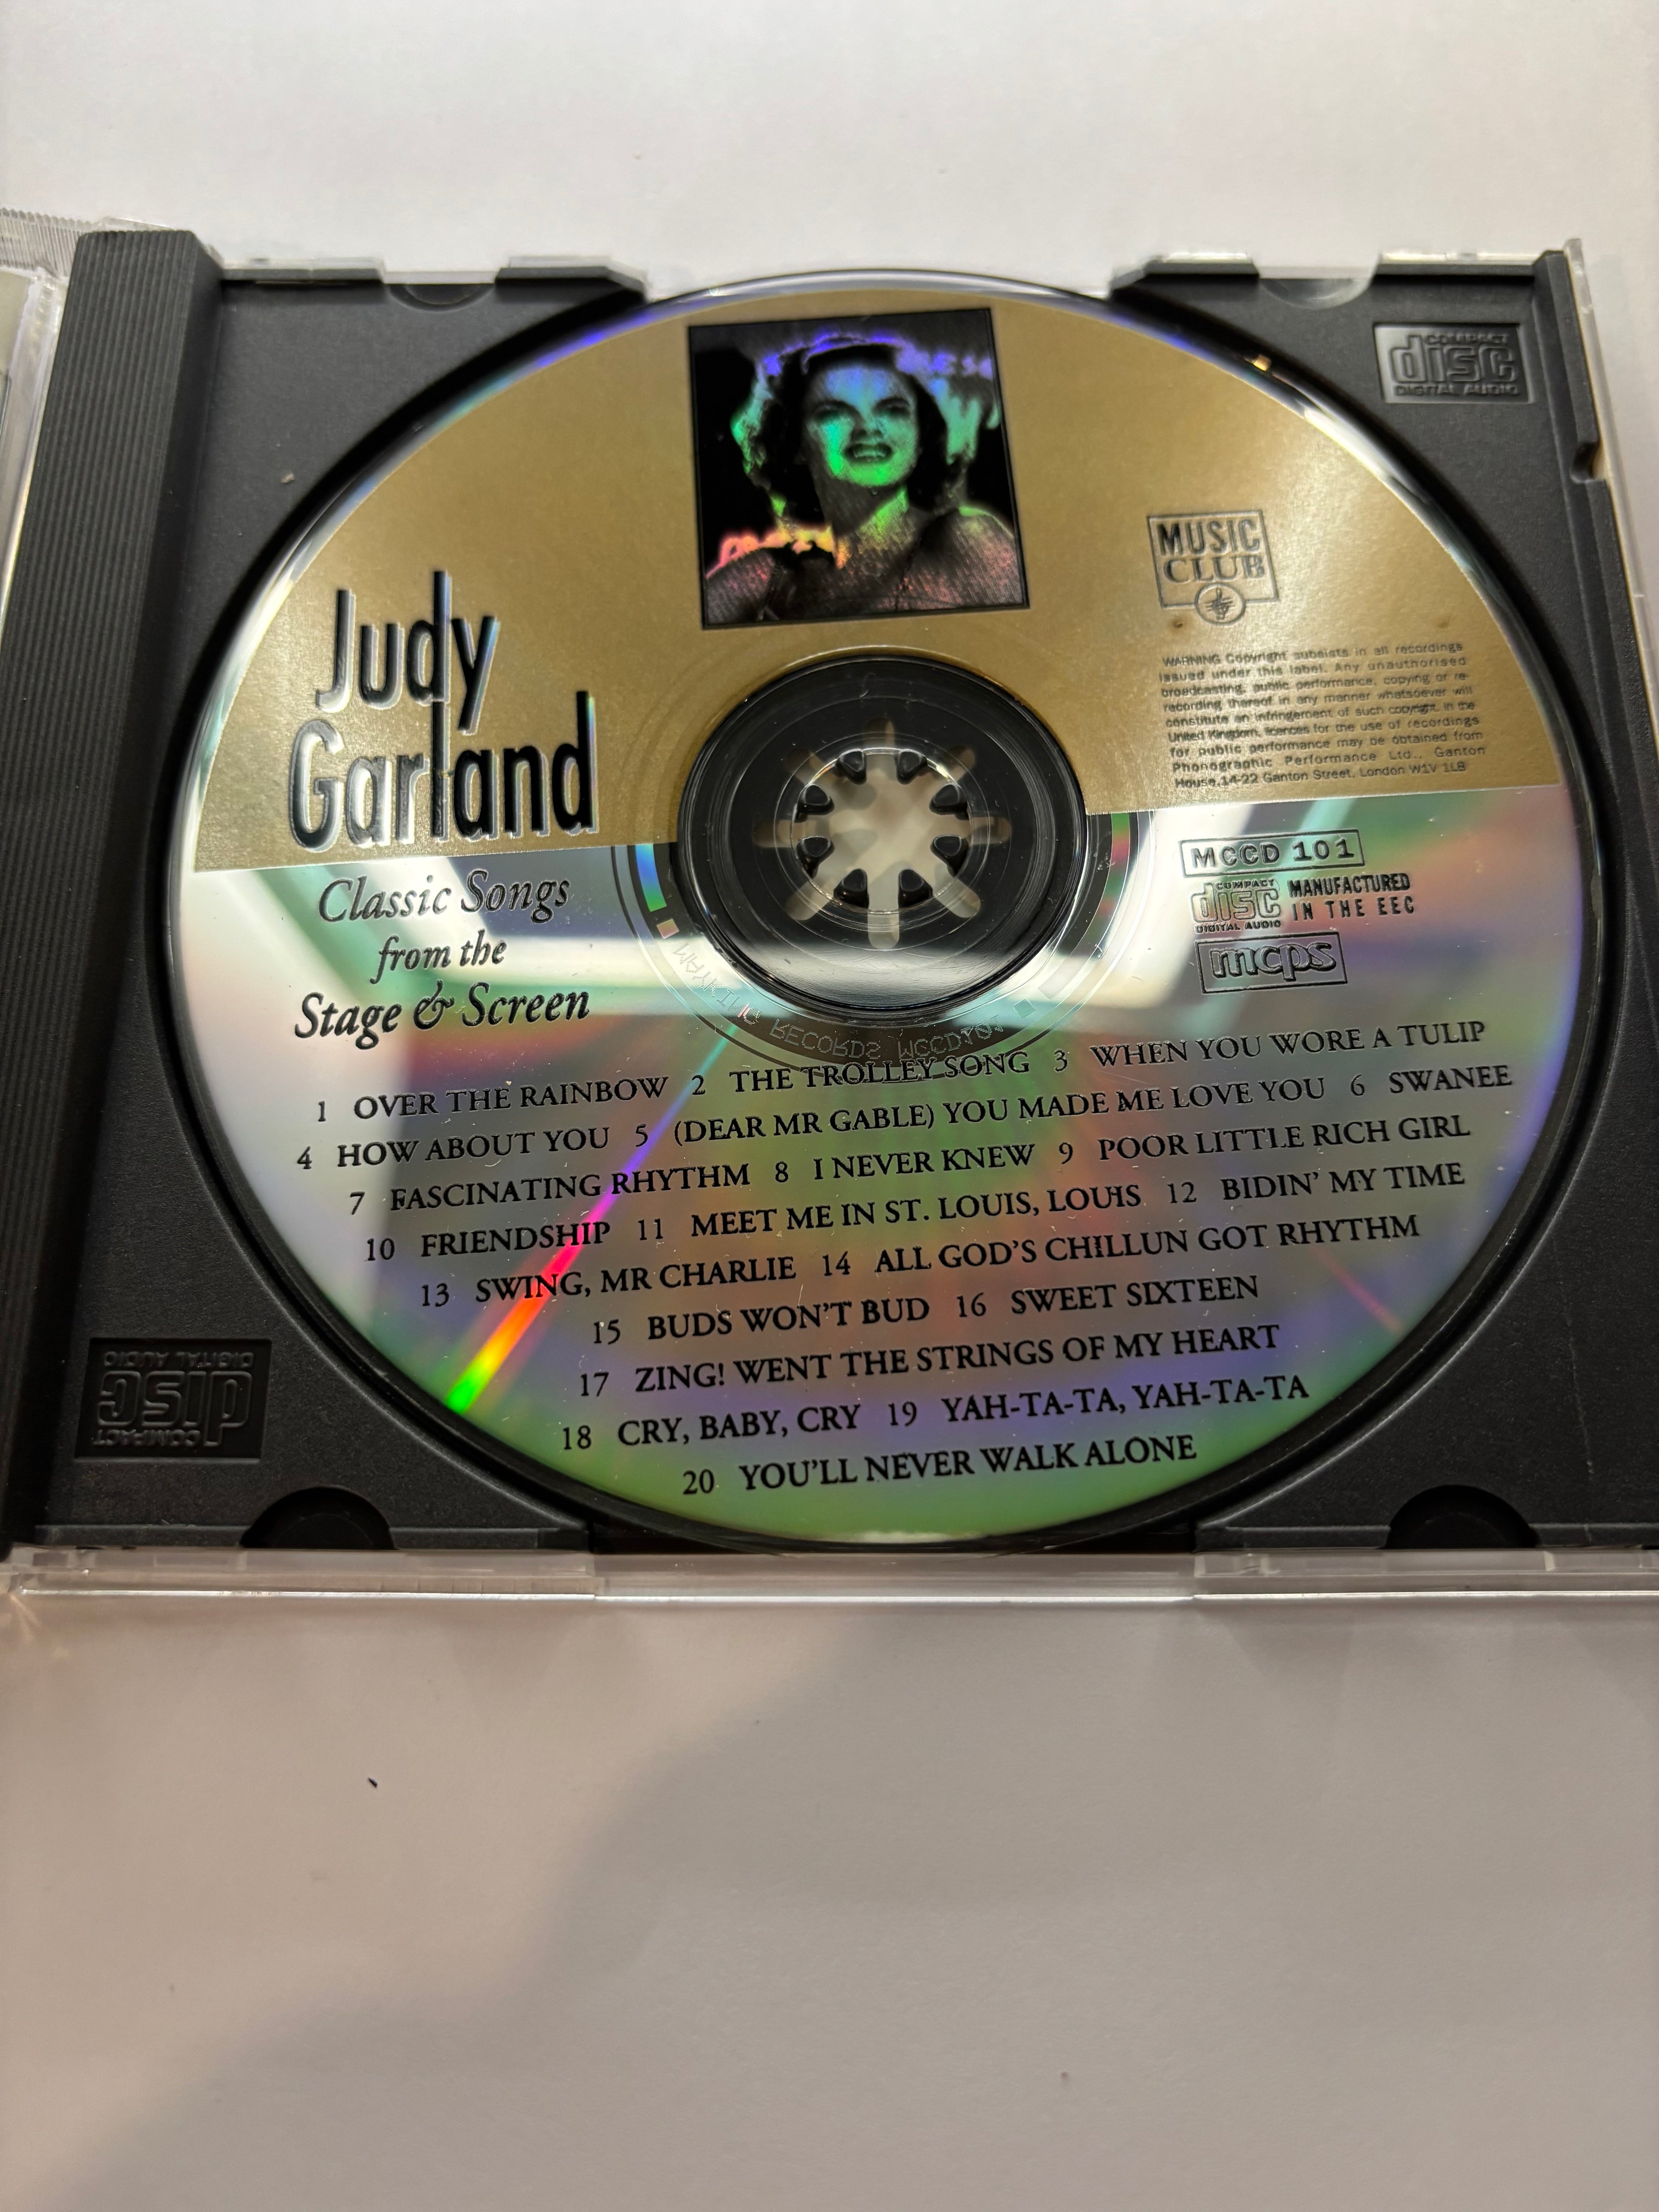 COMPACT
disc
DIGITAL AUDIO
MUSIC
CLUB
Judy
Garland
WARNING Copyright subsists in all recordings
issued under this label. Any unauthorised
broadcasting, public performance, copying or re-
recording thereof in any manner whatsoever will
constitute an infringement of such copyright. In the
United Kingdom, licences for the use of recordings
for public performance may be obtained from
Phonographic Performance Ltd., Ganton
House,14-22 Ganton Street, London W1V 1LB
Classic Songs
from the
Stage & Screen
MCCD 101
COMPACT
disc
DIGITAL AUDIO
MANUFACTURED
IN THE EEC
mcps
RECORDS MCCD101
1 OVER THE RAINBOW 2 THE TROLLEY SONG 3 WHEN YOU WORE A TULIP
4 HOW ABOUT YOU 5 (DEAR MR GABLE) YOU MADE ME LOVE YOU 6 SWANEE
7 FASCINATING RHYTHM 8 I NEVER KNEW 9 POOR LITTLE RICH GIRL
10 FRIENDSHIP 11 MEET ME IN ST. LOUIS, LOUIS 12 BIDIN' MY TIME
13 SWING, MR CHARLIE 14 ALL GOD'S CHILLUN GOT RHYTHM
15 BUDS WON'T BUD 16 SWEET SIXTEEN
17 ZING! WENT THE STRINGS OF MY HEART
18 CRY, BABY, CRY 19 YAH-TA-TA, YAH-TA-TA
20 YOU'LL NEVER WALK ALONE
COMPACT
disc
DIGITAL AUDIO